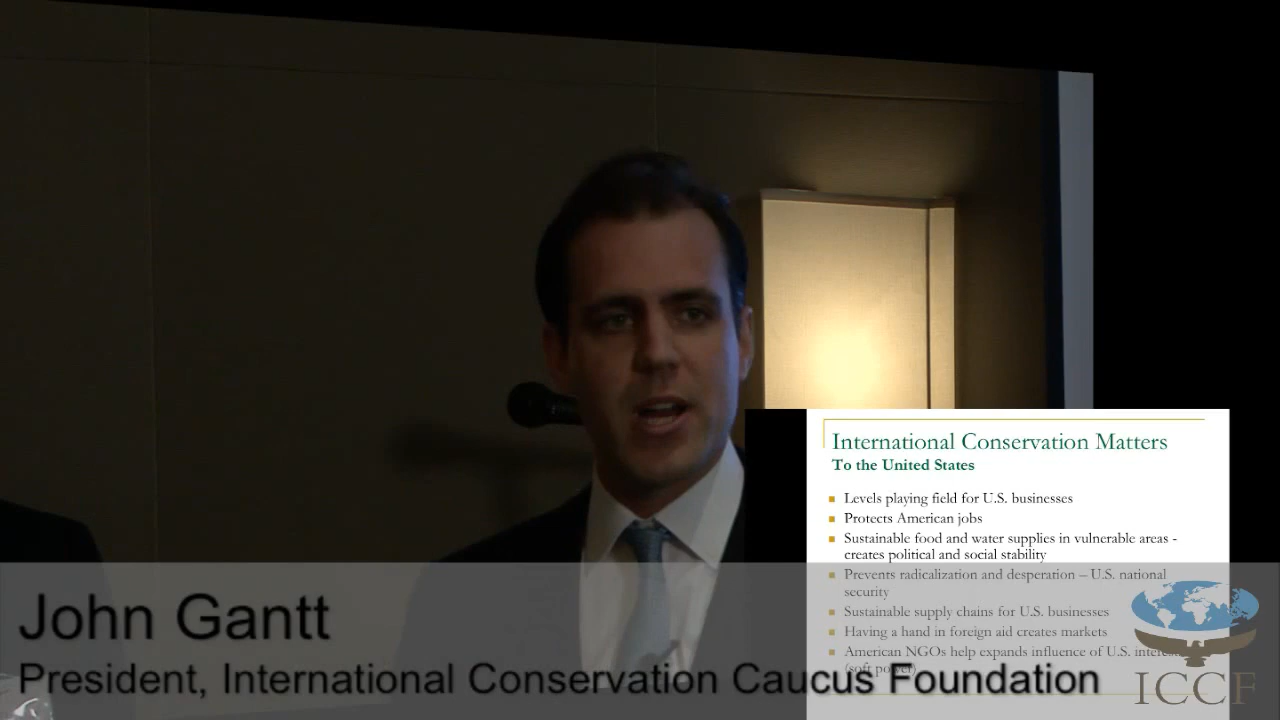 International Conservation Matters
To the United States
Levels playing field for U.S. businesses
Protects American jobs
Sustainable food and water supplies in vulnerable areas -
creates political and social stability
Prevents radicalization and desperation – U.S. national
security
Sustainable supply chains for U.S. businesses
Having a hand in foreign aid creates markets
American NGOs help expands influence of U.S.
(soft power)
John Gantt
President, International Conservation Caucus Foundation
ICCF